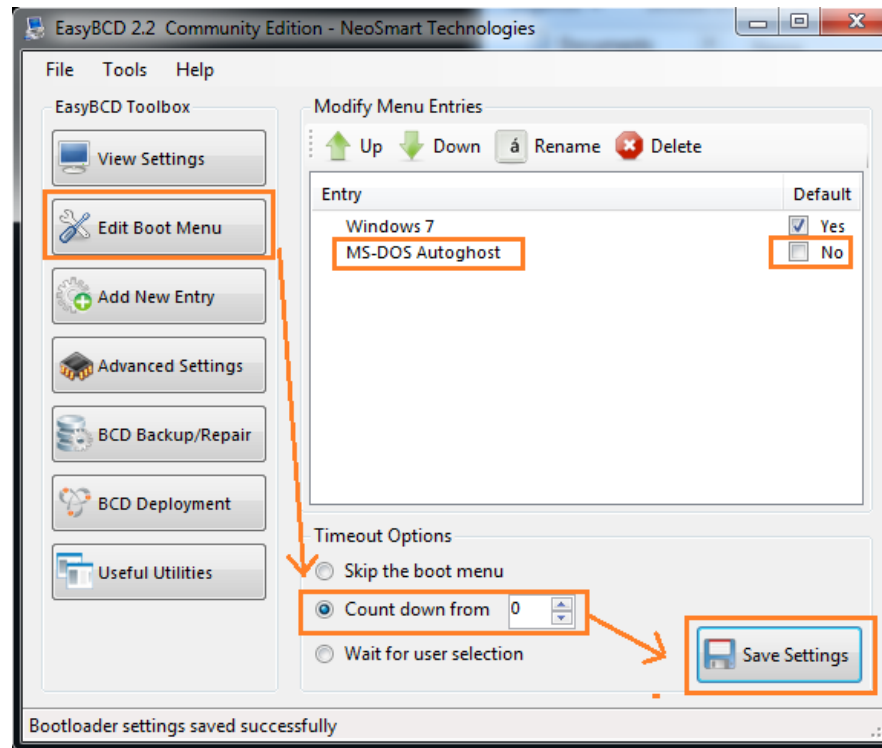 EasyBCD 2.2 Community Edition - NeoSmart Technologies
File Tools Help
EasyBCD Toolbox
View Settings
Edit Boot Menu
Add New Entry
Advanced Settings
BCD Backup/Repair
BCD Deployment
Useful Utilities
Modify Menu Entries
Up Down á Rename Delete
Entry Default
Windows 7 Yes
MS-DOS Autoghost No
Timeout Options
Skip the boot menu
Count down from 0
Wait for user selection
Save Settings
Bootloader settings saved successfully